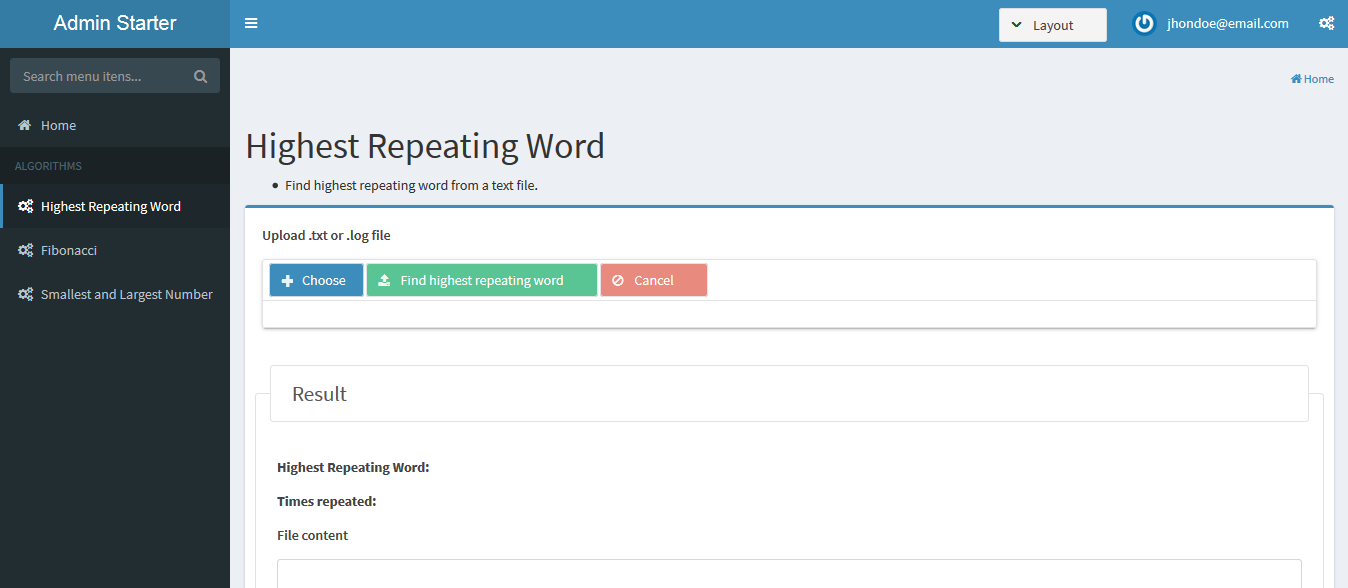 Admin Starter
Layout
jhondoe@email.com
Search menu itens...
Home
Home
ALGORITHMS
Highest Repeating Word
Fibonacci
Smallest and Largest Number
Highest Repeating Word
Find highest repeating word from a text file.
Upload .txt or .log file
Choose
Find highest repeating word
Cancel
Result
Highest Repeating Word:
Times repeated:
File content